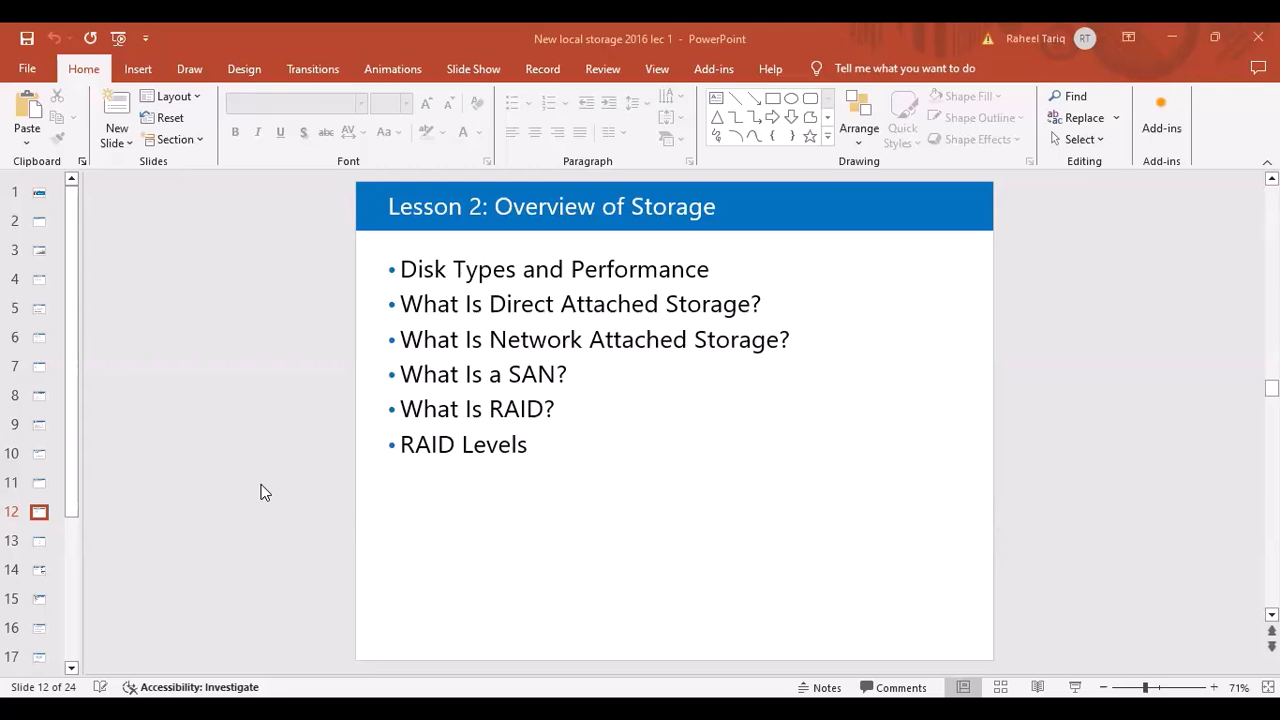 New local storage 2016 lec 1 - PowerPoint
Raheel Tariq RT
File Home Insert Draw Design Transitions Animations Slide Show Record Review View Add-ins Help Tell me what you want to do
Paste
Clipboard
New
Slide
Layout
Reset
Section
Slides
B I U S abc AV Aa A
Font
Paragraph
Arrange
Quick
Styles
Shape Fill
Shape Outline
Shape Effects
Drawing
Find
Replace
Select
Editing
Add-ins
Add-ins
1
2
3
4
5
6
7
8
9
10
11
12
13
14
15
16
17
Lesson 2: Overview of Storage
• Disk Types and Performance
• What Is Direct Attached Storage?
• What Is Network Attached Storage?
• What Is a SAN?
• What Is RAID?
• RAID Levels
Slide 12 of 24 Accessibility: Investigate Notes Comments 71%